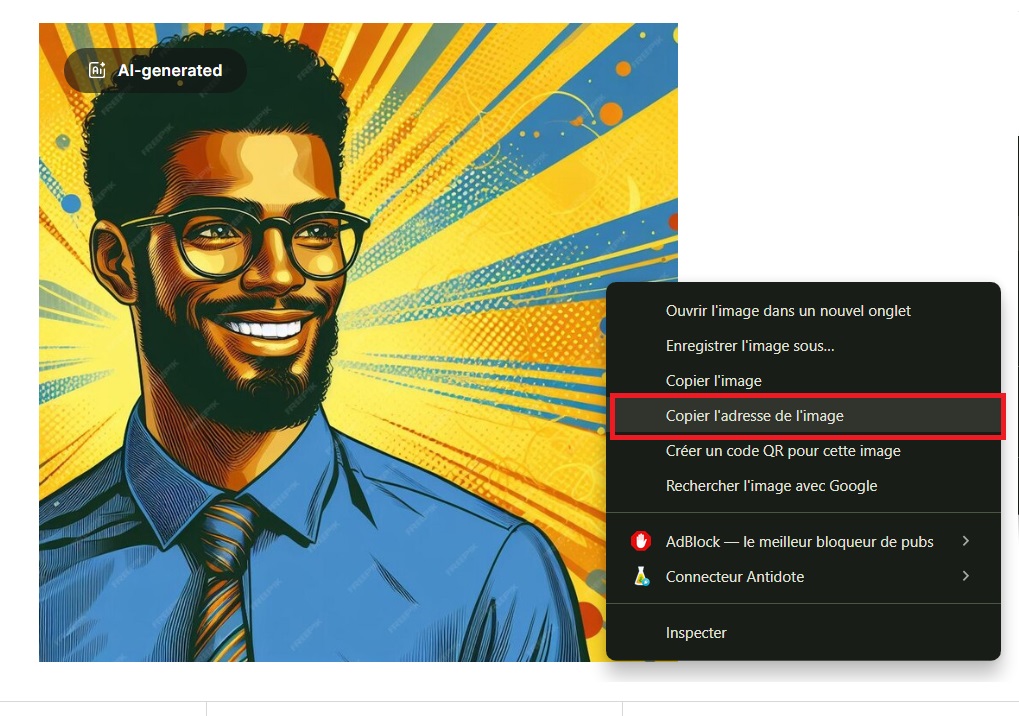 AI-generated
Ouvrir l'image dans un nouvel onglet
Enregistrer l'image sous...
Copier l'image
Copier l'adresse de l'image
Créer un code QR pour cette image
Rechercher l'image avec Google
AdBlock — le meilleur bloqueur de pubs
Connecteur Antidote
Inspecter